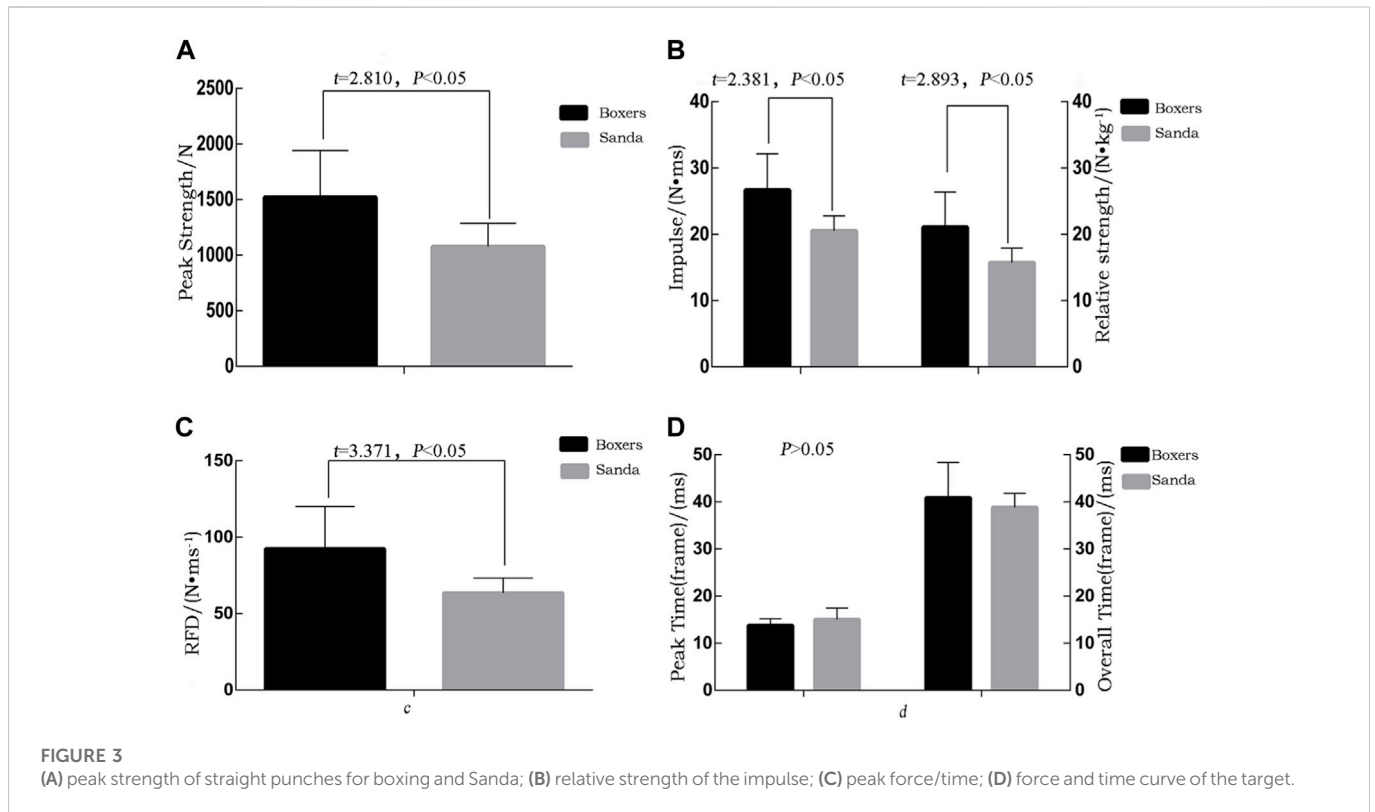 A
t=2.810, P<0.05
2500
2000
1500
1000
500
0
Peak Strength/N
Boxers
Sanda
B
t=2.381, P<0.05
t=2.893, P<0.05
40
30
20
10
0
Impulse/(N•ms)
40
30
20
10
0
Relative strength/(N•kg⁻¹)
Boxers
Sanda
C
t=3.371, P<0.05
150
100
50
0
RFD/(N•ms⁻¹)
Boxers
Sanda
c
D
P>0.05
50
40
30
20
10
0
Peak Time(frame)/(ms)
50
40
30
20
10
0
Overall Time(frame)/(ms)
Boxers
Sanda
d
FIGURE 3
(A) peak strength of straight punches for boxing and Sanda; (B) relative strength of the impulse; (C) peak force/time; (D) force and time curve of the target.